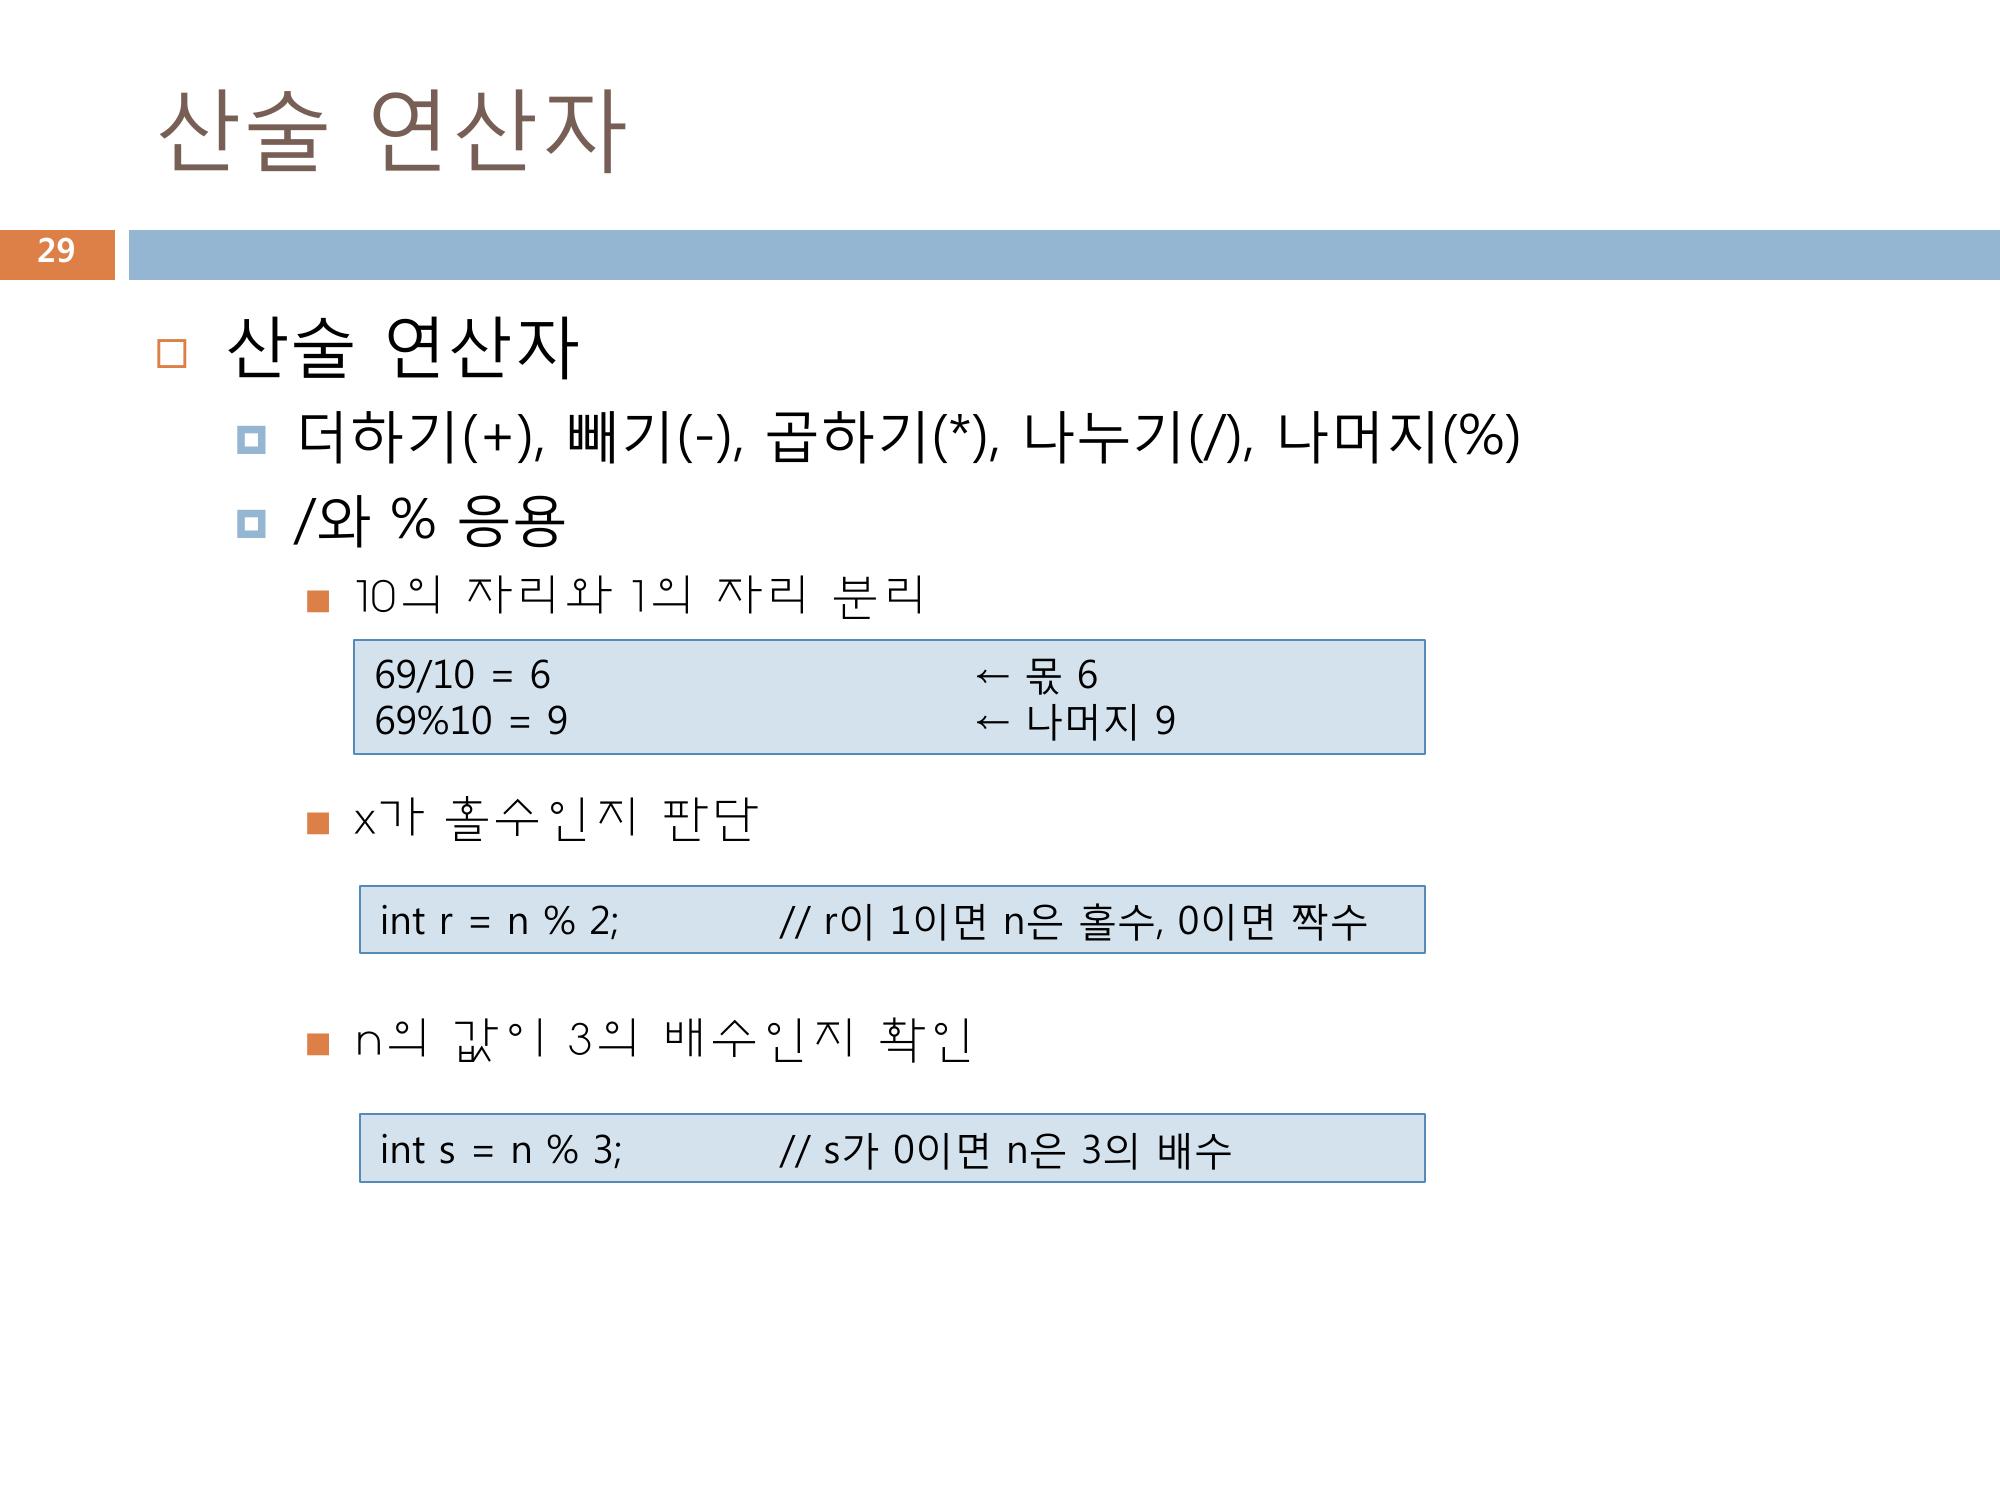 산술 연산자
29
산술 연산자
더하기(+), 빼기(-), 곱하기(*), 나누기(/), 나머지(%)
/와 % 응용
10의 자리와 1의 자리 분리
69/10 = 6 ← 몫 6
69%10 = 9 ← 나머지 9
x가 홀수인지 판단
int r = n % 2; // r이 1이면 n은 홀수, 0이면 짝수
n의 값이 3의 배수인지 확인
int s = n % 3; // s가 0이면 n은 3의 배수